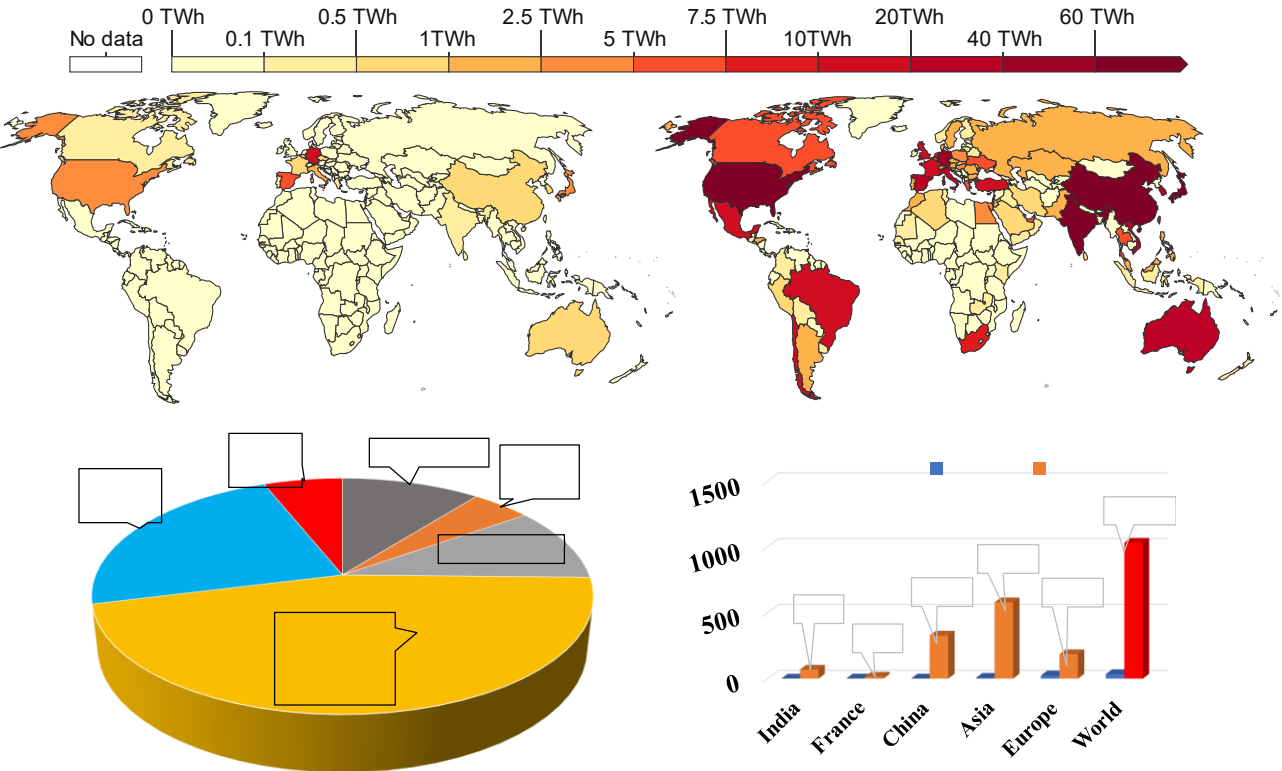 0 TWh 0.5 TWh 2.5 TWh 7.5 TWh 20TWh 60 TWh
No data 0.1 TWh 1TWh 5 TWh 10TWh 40 TWh
1500
1000
500
0
India France China Asia Europe World